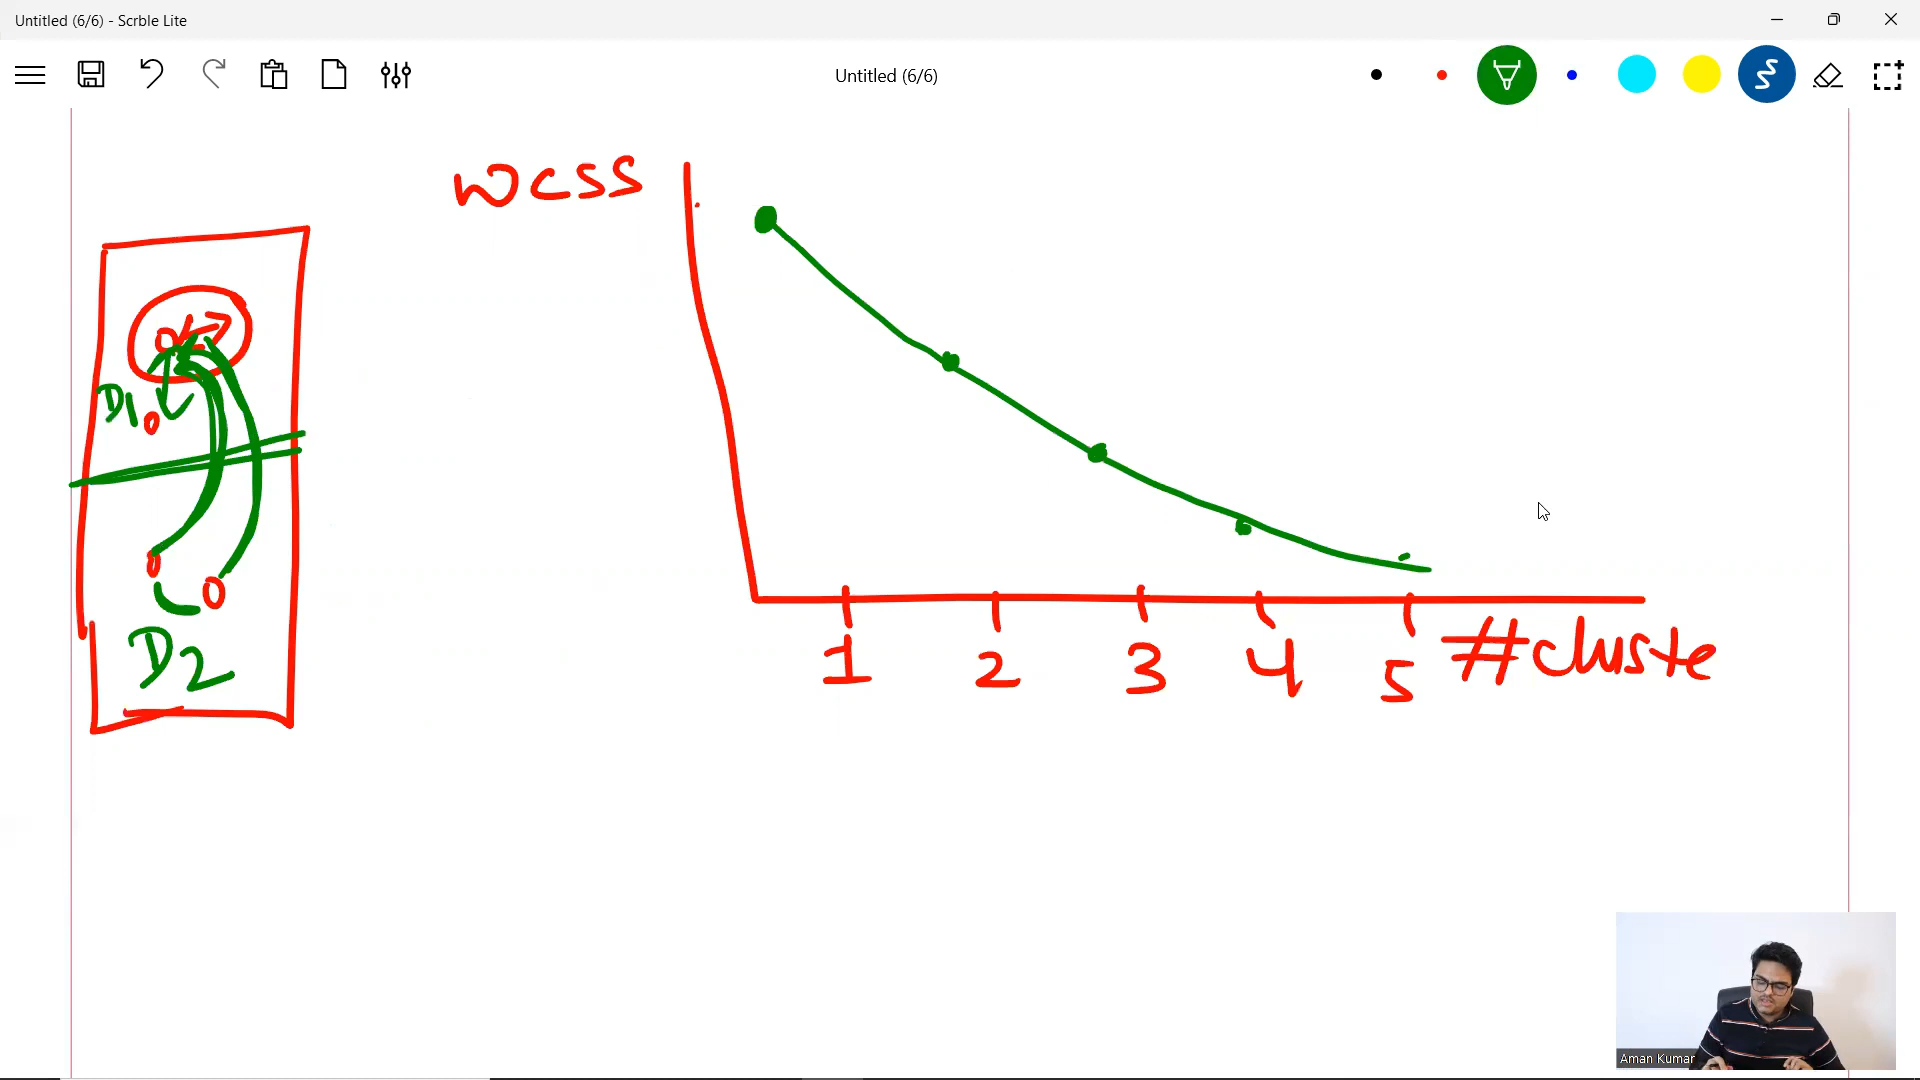 Untitled (6/6) - Scrble Lite
Untitled (6/6)
WCSS
D1
D2
1 2 3 4 5 #cluste
Aman Kumar